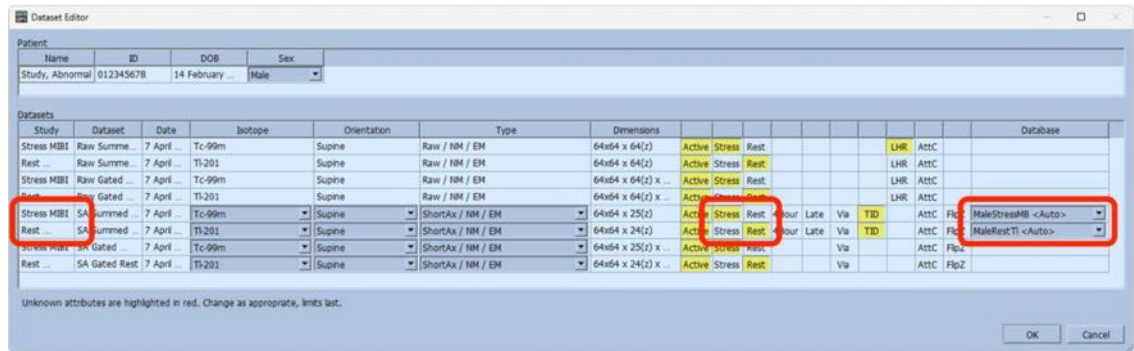 Dataset Editor
Patient
Name ID DOB Sex
Study, Abnormal 012345678 14 February ... Male
Datasets
Study Dataset Date Isotope Orientation Type Dimensions Database
Stress MIBI Raw Summe... 7 April ... Tc-99m Supine Raw / NM / EM 64x64 x 64(z) Active Stress Rest LHR AttC
Rest ... Raw Summe... 7 April ... Tl-201 Supine Raw / NM / EM 64x64 x 64(z) Active Stress Rest LHR AttC
Stress MIBI Raw Gated ... 7 April ... Tc-99m Supine Raw / NM / EM 64x64 x 64(z) x ... Active Stress Rest LHR AttC
Raw Gated ... 7 April ... Tl-201 Supine Raw / NM / EM 64x64 x 64(z) x ... Active LHR AttC
Stress MIBI SA Summed ... 7 April ... Tc-99m Supine ShortAx / NM / EM 64x64 x 25(z) Active Stress Rest Late Via TID AttC FlipZ MaleStressMB <Auto>
Rest ... SA Summed ... 7 April ... Tl-201 Supine ShortAx / NM / EM 64x64 x 24(z) Active Stress Rest Late Via TID AttC FlipZ MaleRestTl <Auto>
Stress MIBI SA Gated ... 7 April ... Tc-99m Supine ShortAx / NM / EM 64x64 x 25(z) x ... Active Stress Rest Via AttC FlipZ
Rest ... SA Gated Rest 7 April ... Tl-201 Supine ShortAx / NM / EM 64x64 x 24(z) x ... Active Stress Rest Via AttC FlipZ
Unknown attributes are highlighted in red. Change as appropriate, limits last.
OK Cancel